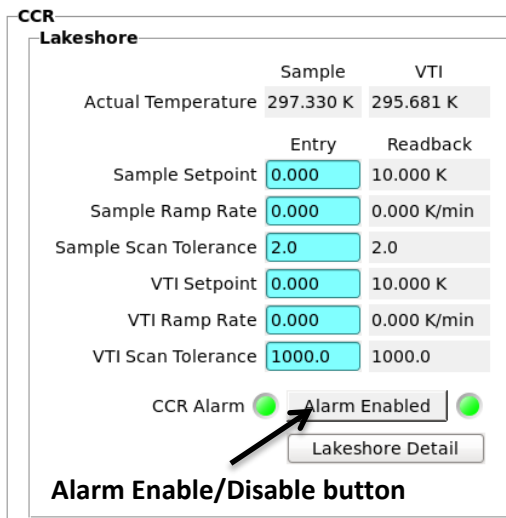 CCR
Lakeshore
Sample VTI
Actual Temperature 297.330 K 295.681 K
Entry Readback
Sample Setpoint 0.000 10.000 K
Sample Ramp Rate 0.000 0.000 K/min
Sample Scan Tolerance 2.0 2.0
VTI Setpoint 0.000 10.000 K
VTI Ramp Rate 0.000 0.000 K/min
VTI Scan Tolerance 1000.0 1000.0
CCR Alarm Alarm Enabled
Lakeshore Detail
Alarm Enable/Disable button